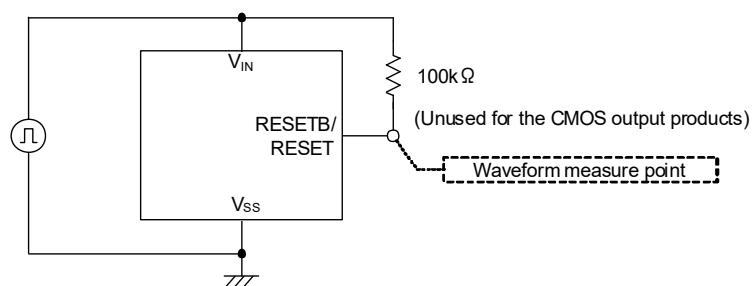 V_IN
100kΩ
(Unused for the CMOS output products)
RESETB/
RESET
Waveform measure point
V_SS